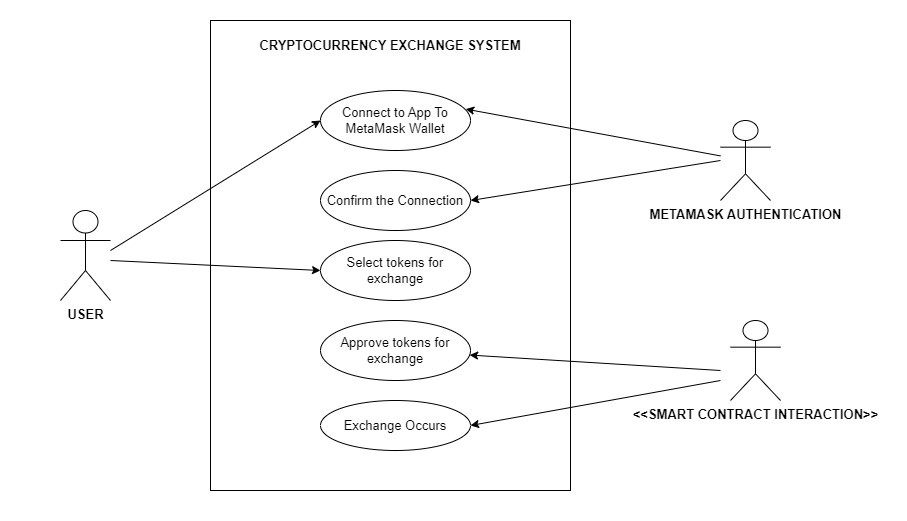 CRYPTOCURRENCY EXCHANGE SYSTEM
Connect to App To
MetaMask Wallet
Confirm the Connection
METAMASK AUTHENTICATION
Select tokens for
exchange
USER
Approve tokens for
exchange
<<SMART CONTRACT INTERACTION>>
Exchange Occurs